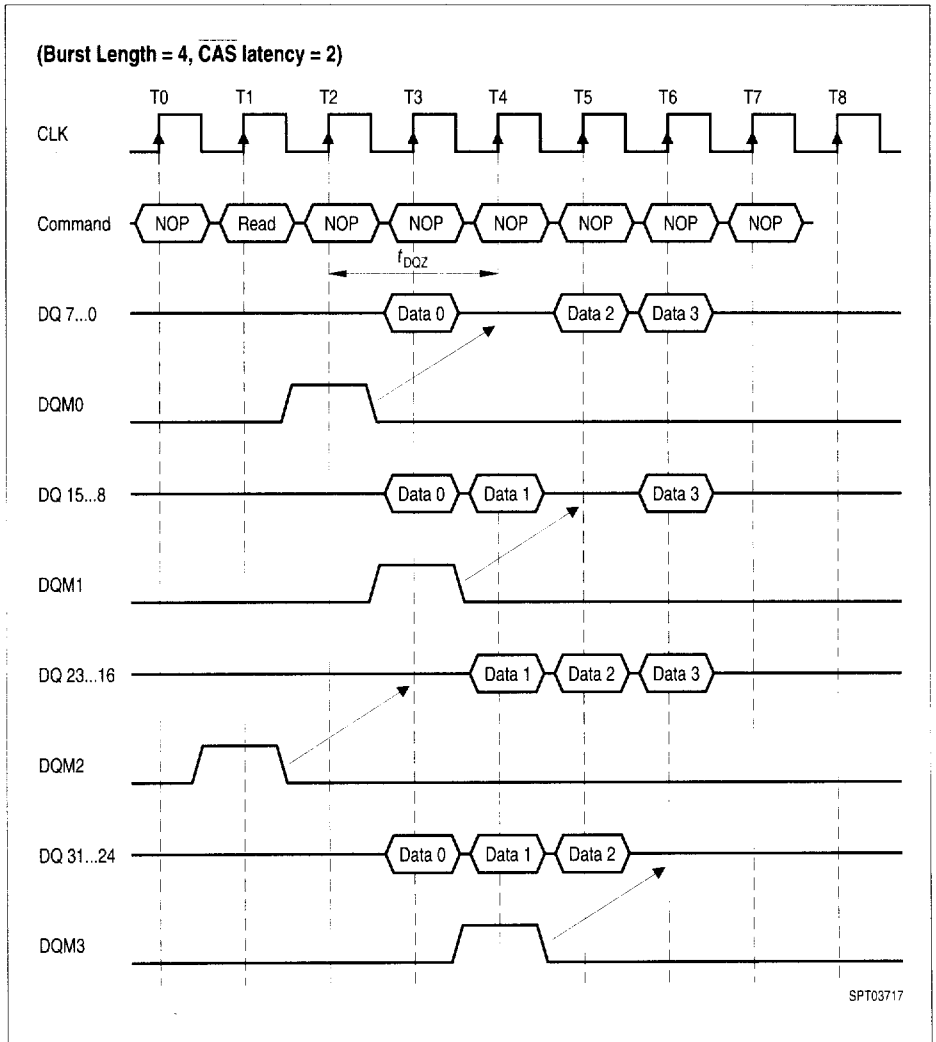 (Burst Length = 4, CAS latency = 2)
T0 T1 T2 T3 T4 T5 T6 T7 T8
CLK
Command NOP Read NOP NOP NOP NOP NOP NOP
tDQZ
DQ 7...0 Data 0 Data 2 Data 3
DQM0
DQ 15...8 Data 0 Data 1 Data 3
DQM1
DQ 23...16 Data 1 Data 2 Data 3
DQM2
DQ 31...24 Data 0 Data 1 Data 2
DQM3
SPT03717